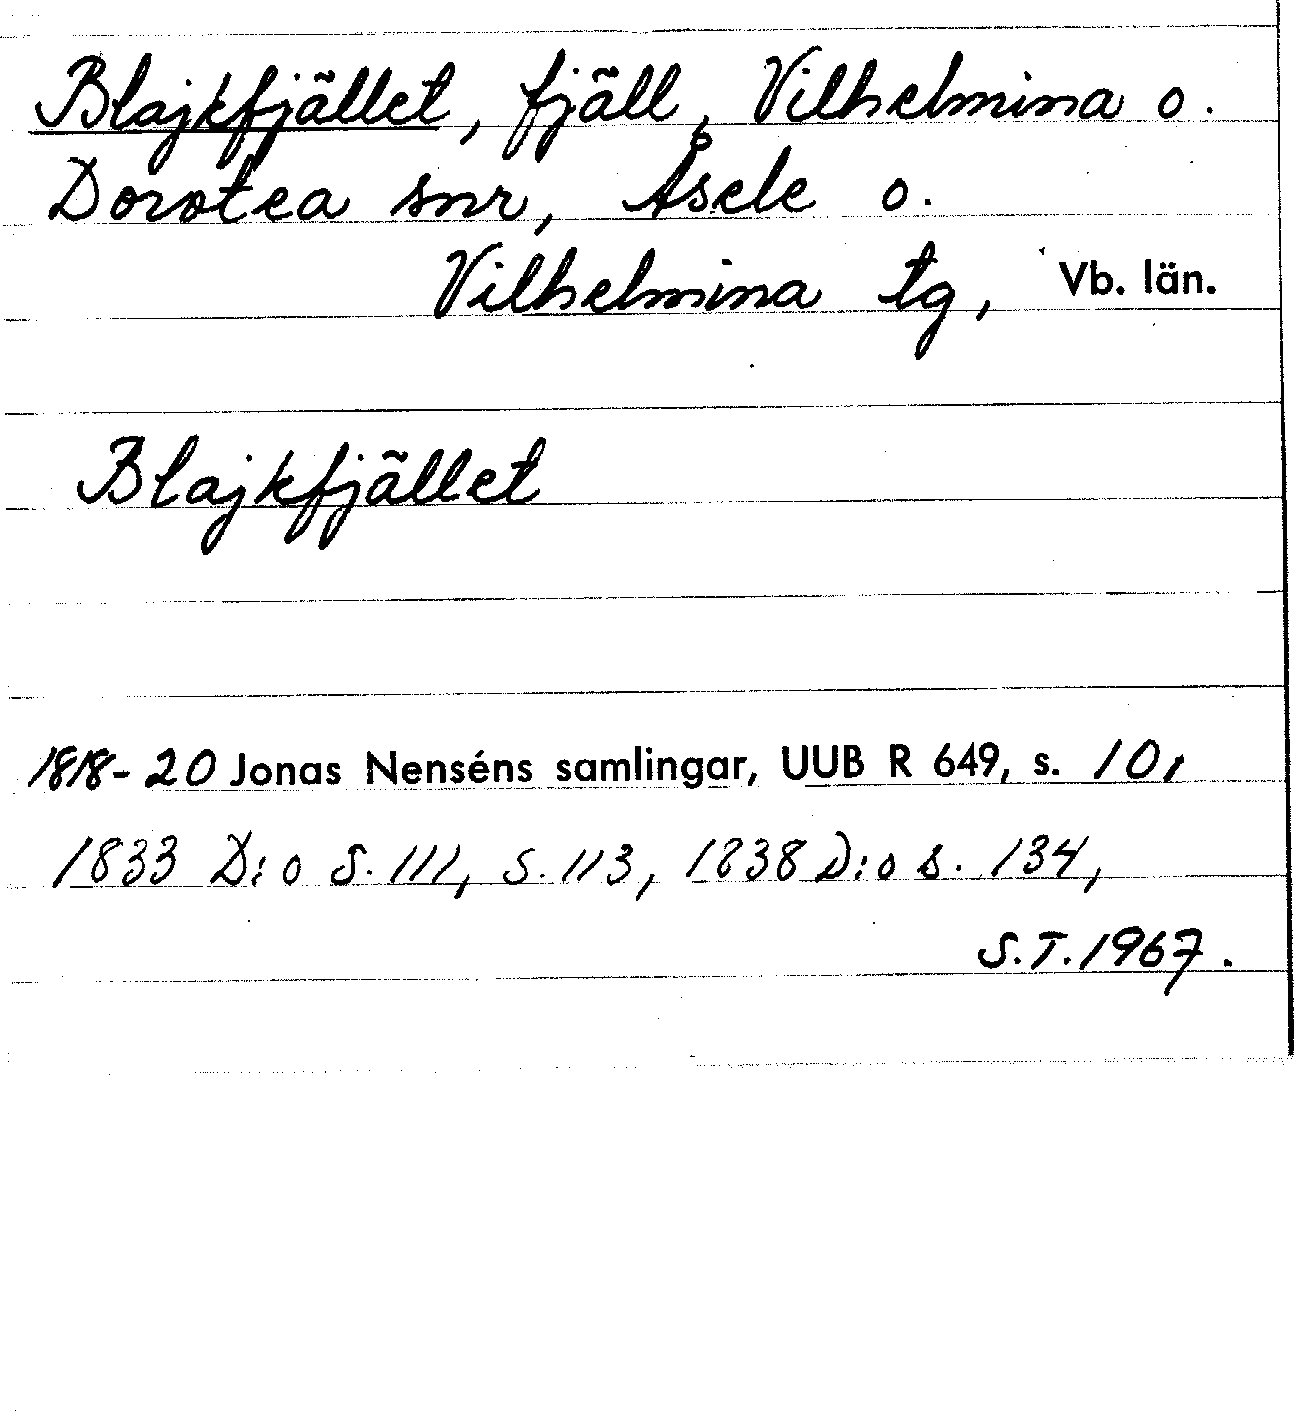 Blajkfjället, fjäll, Vilhelmina o.
Dorotea snr, Åsele o.
Vilhelmina tg, Vb. län.
Blajkfjället
1818-20 Jonas Nenséns samlingar, UUB R 649, s. 10,
1833 D:o S. 111, S. 113, 1838 D:o s. 134,
S.T. 1967.